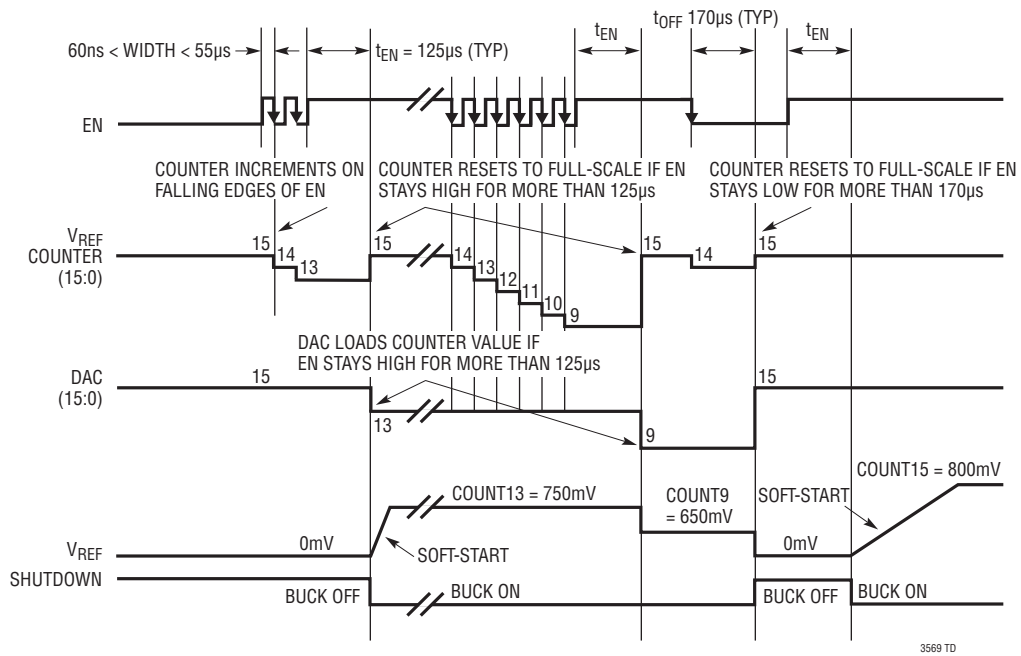 60ns < WIDTH < 55µs
tEN = 125µs (TYP)
tEN
tOFF 170µs (TYP)
tEN
EN
COUNTER INCREMENTS ON
FALLING EDGES OF EN
COUNTER RESETS TO FULL-SCALE IF EN
STAYS HIGH FOR MORE THAN 125µs
COUNTER RESETS TO FULL-SCALE IF EN
STAYS LOW FOR MORE THAN 170µs
VREF
COUNTER
(15:0)
15
14
13
15
14
13
12
11
10
9
15
14
15
DAC LOADS COUNTER VALUE IF
EN STAYS HIGH FOR MORE THAN 125µs
DAC
(15:0)
15
13
9
15
VREF
0mV
SOFT-START
COUNT13 = 750mV
COUNT9
= 650mV
0mV
SOFT-START
COUNT15 = 800mV
SHUTDOWN
BUCK OFF
BUCK ON
BUCK OFF
BUCK ON
3569 TD